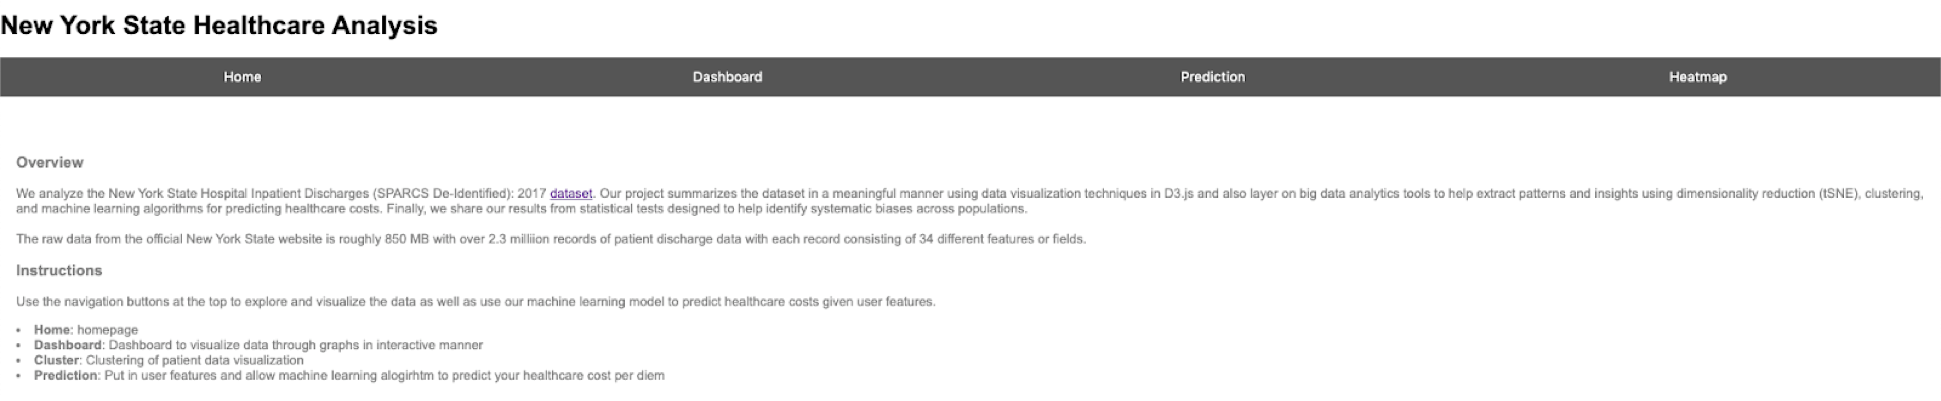 New York State Healthcare Analysis
Home Dashboard Prediction Heatmap
Overview
We analyze the New York State Hospital Inpatient Discharges (SPARCS De-Identified): 2017 dataset. Our project summarizes the dataset in a meaningful manner using data visualization techniques in D3.js and also layer on big data analytics tools to help extract patterns and insights using dimensionality reduction (tSNE), clustering,
and machine learning algorithms for predicting healthcare costs. Finally, we share our results from statistical tests designed to help identify systematic biases across populations.
The raw data from the official New York State website is roughly 850 MB with over 2.3 milliion records of patient discharge data with each record consisting of 34 different features or fields.
Instructions
Use the navigation buttons at the top to explore and visualize the data as well as use our machine learning model to predict healthcare costs given user features.
• Home: homepage
• Dashboard: Dashboard to visualize data through graphs in interactive manner
• Cluster: Clustering of patient data visualization
• Prediction: Put in user features and allow machine learning alogirhtm to predict your healthcare cost per diem